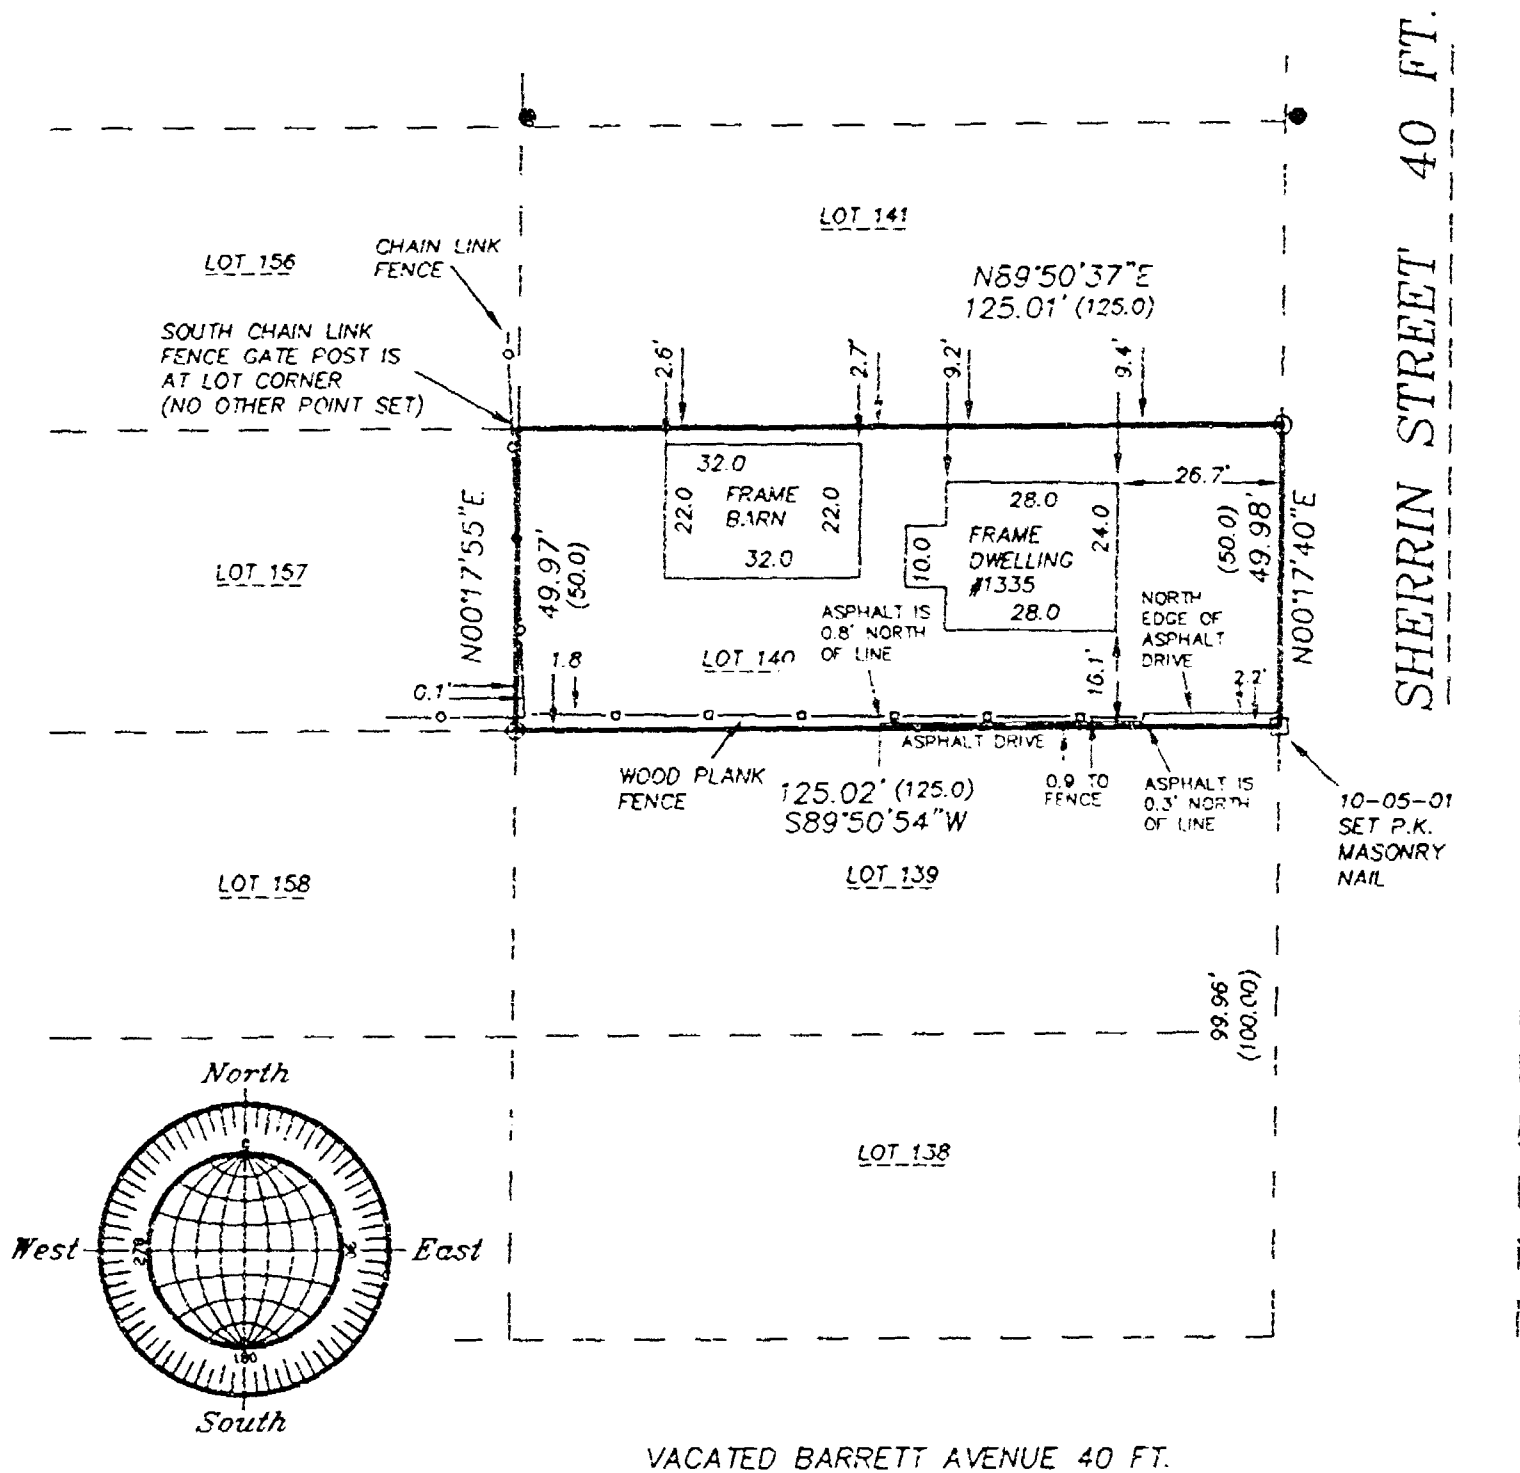 SHERRIN STREET 40 FT.
LOT 141
LOT 156
CHAIN LINK
FENCE
N89°50'37"E
125.01' (125.0)
SOUTH CHAIN LINK
FENCE GATE POST IS
AT LOT CORNER
(NO OTHER POINT SET)
2.6'
2.7'
9.2'
9.4'
32.0
22.0
FRAME
BARN
22.0
32.0
28.0
24.0
26.7'
10.0
FRAME
DWELLING
#1335
28.0
N00°17'55"E
49.97'
(50.0)
(50.0)
49.98'
N00°17'40"E
LOT 157
ASPHALT IS
0.8' NORTH
OF LINE
NORTH
EDGE OF
ASPHALT
DRIVE
LOT 140
1.8
16.1'
2.2'
0.1'
ASPHALT DRIVE
WOOD PLANK
FENCE
125.02' (125.0)
S89°50'54"W
0.9 TO
FENCE
ASPHALT IS
0.3' NORTH
OF LINE
10-05-01
SET P.K.
MASONRY
NAIL
LOT 158
LOT 139
99.96'
(100.00)
North
LOT 138
West
270
East
180
South
VACATED BARRETT AVENUE 40 FT.